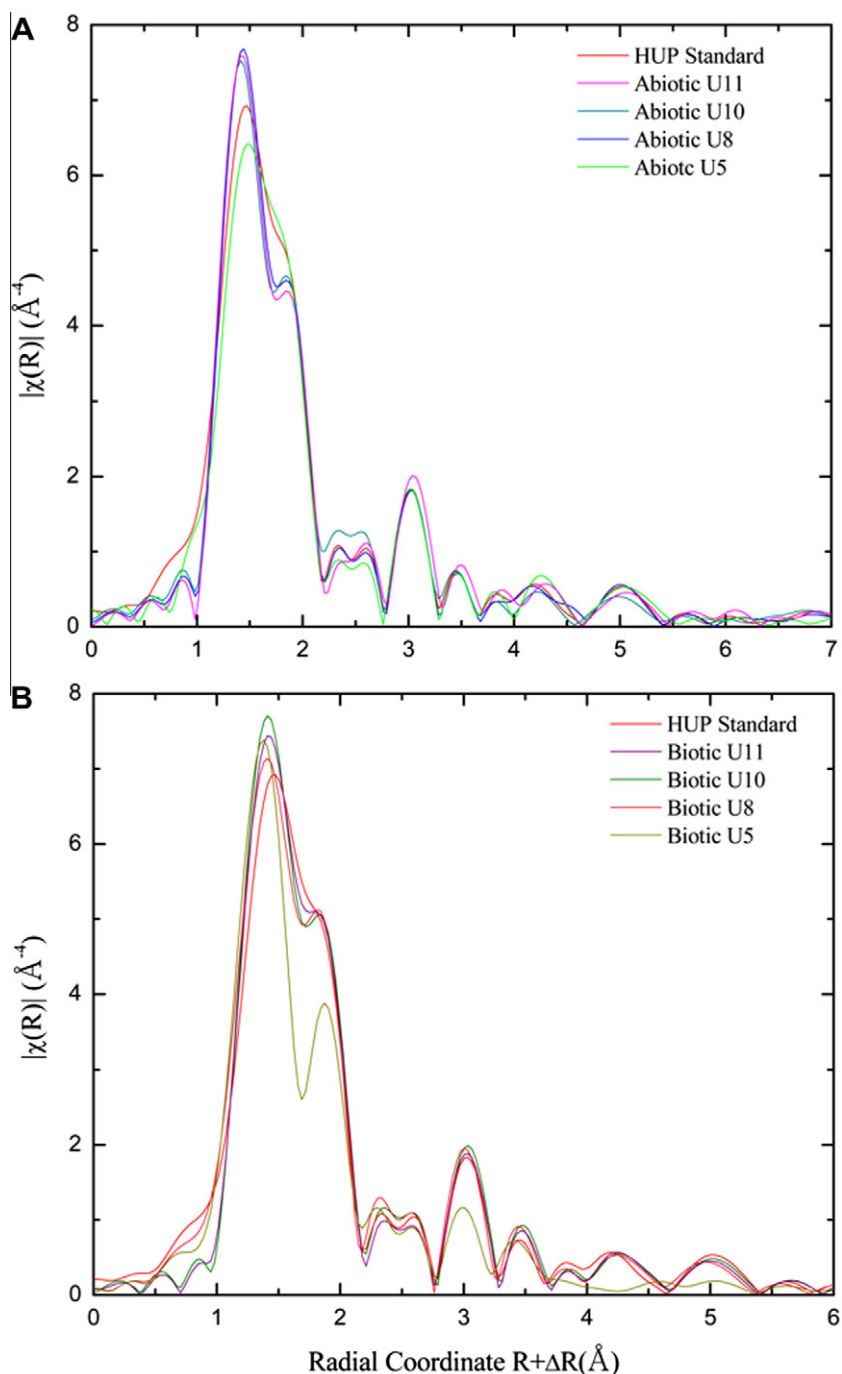 A
8
6
4
2
0
|χ(R)| (Å⁻⁴)
HUP Standard
Abiotic U11
Abiotic U10
Abiotic U8
Abiotc U5
0 1 2 3 4 5 6 7
B
8
6
4
2
0
|χ(R)| (Å⁻⁴)
HUP Standard
Biotic U11
Biotic U10
Biotic U8
Biotic U5
0 1 2 3 4 5 6
Radial Coordinate R+ΔR(Å)